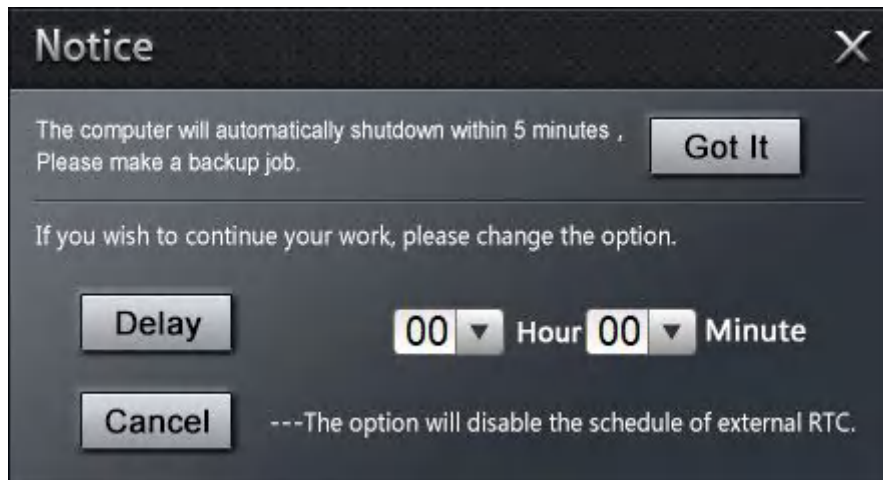 Notice
The computer will automatically shutdown within 5 minutes ,
Please make a backup job.
Got It
If you wish to continue your work, please change the option.
Delay
00 Hour 00 Minute
Cancel
---The option will disable the schedule of external RTC.